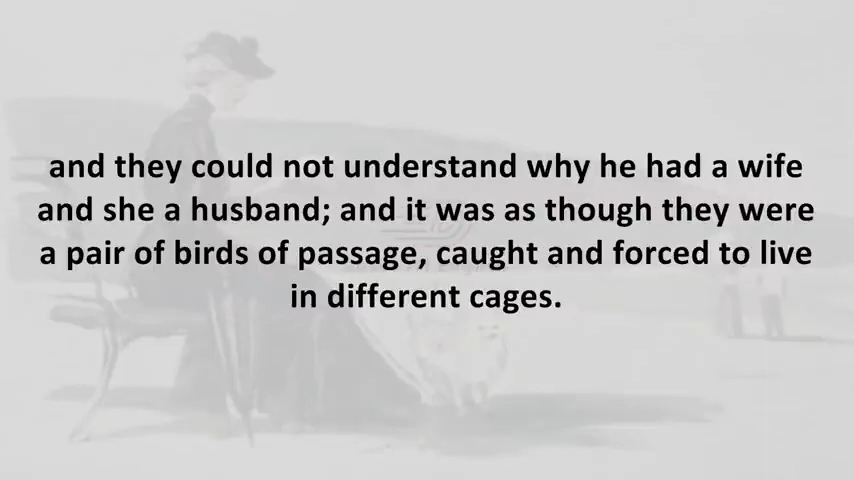 and they could not understand why he had a wife
and she a husband; and it was as though they were
a pair of birds of passage, caught and forced to live
in different cages.